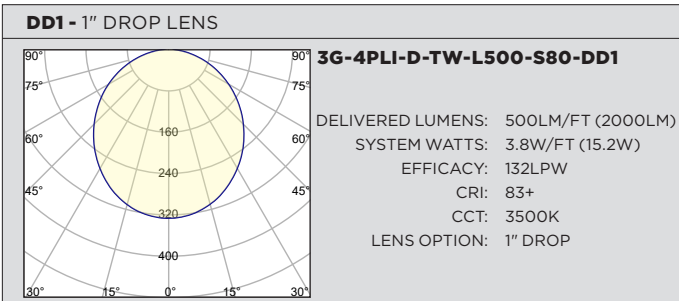 DD1 - 1" DROP LENS
90° 90°
75° 75°
60° 60°
45° 45°
30° 15° 0° 15° 30°
160
240
320
400
3G-4PLI-D-TW-L500-S80-DD1
DELIVERED LUMENS: 500LM/FT (2000LM)
SYSTEM WATTS: 3.8W/FT (15.2W)
EFFICACY: 132LPW
CRI: 83+
CCT: 3500K
LENS OPTION: 1" DROP